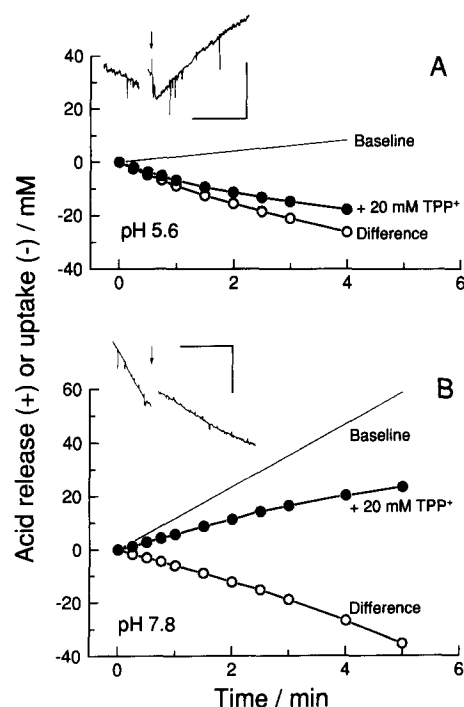 Acid release (+) or uptake (-) / mM
A
40
20
0
-20
-40
Baseline
+ 20 mM TPP⁺
Difference
pH 5.6
0
2
4
6
B
60
40
20
0
-20
-40
Baseline
+ 20 mM TPP⁺
Difference
pH 7.8
0
2
4
6
Time / min